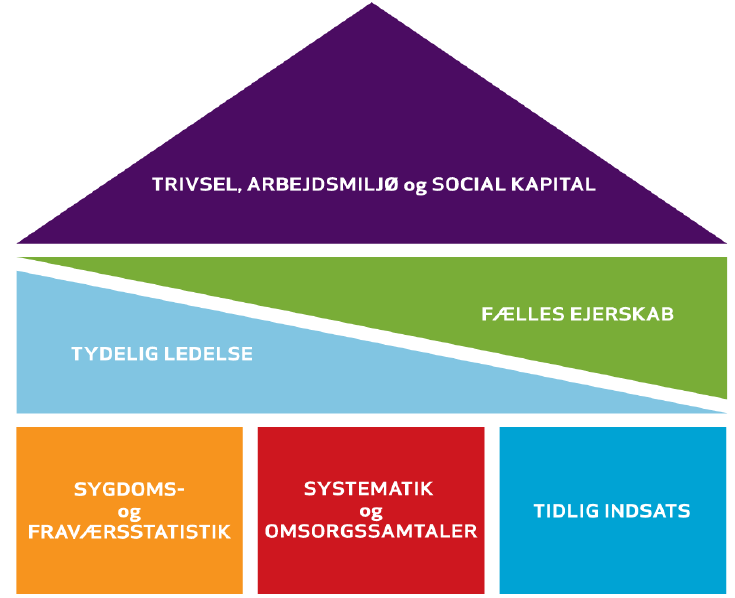 TRIVSEL, ARBEJDSMILJØ og SOCIAL KAPITAL
FÆLLES EJERSKAB
TYDELIG LEDELSE
SYGDOMS-
og
FRAVÆRSSTATISTIK
SYSTEMATIK
og
OMSORGSSAMTALER
TIDLIG INDSATS